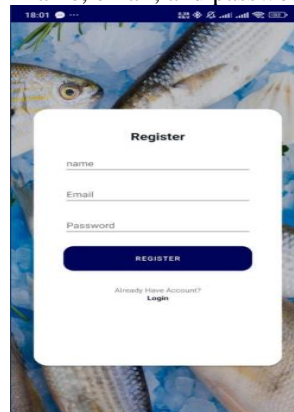 18:01
Register
name
Email
Password
REGISTER
Already Have Account?
Login